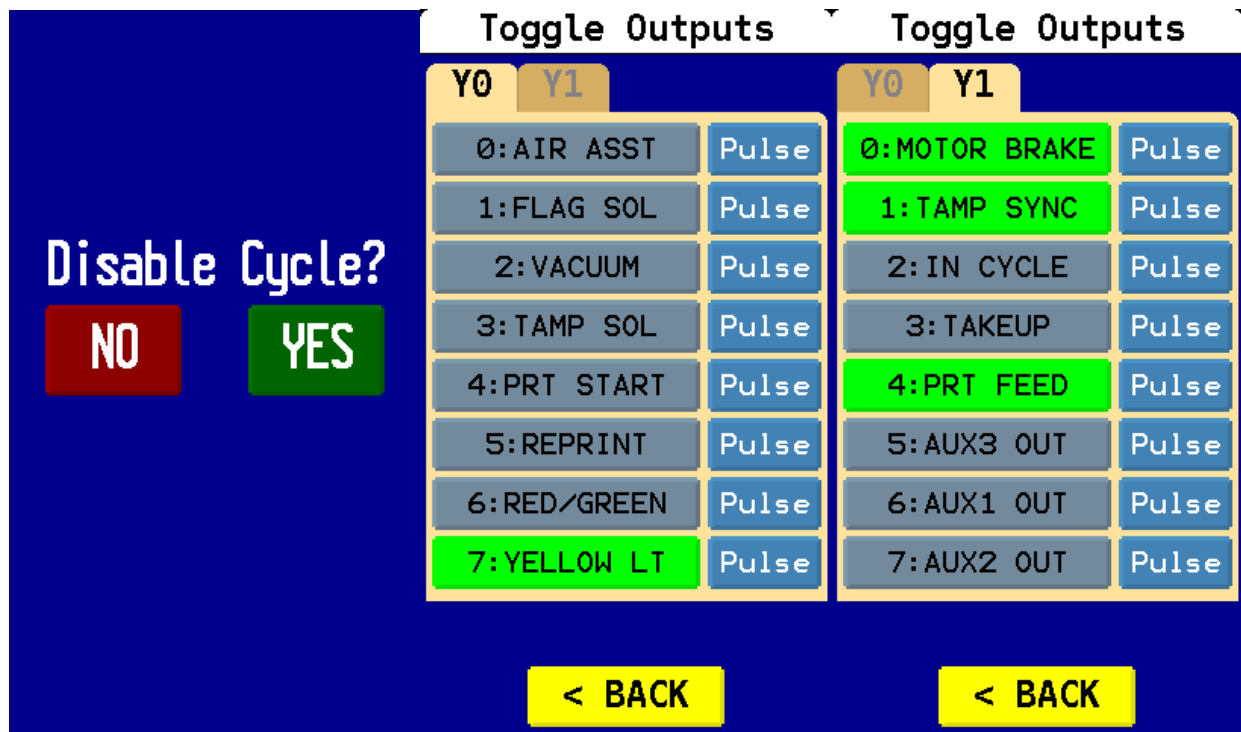 Disable Cycle?
NO YES
Toggle Outputs
Y0 Y1
0:AIR ASST Pulse
1:FLAG SOL Pulse
2:VACUUM Pulse
3:TAMP SOL Pulse
4:PRT START Pulse
5:REPRINT Pulse
6:RED/GREEN Pulse
7:YELLOW LT Pulse
< BACK
Toggle Outputs
Y0 Y1
0:MOTOR BRAKE Pulse
1:TAMP SYNC Pulse
2:IN CYCLE Pulse
3:TAKEUP Pulse
4:PRT FEED Pulse
5:AUX3 OUT Pulse
6:AUX1 OUT Pulse
7:AUX2 OUT Pulse
< BACK